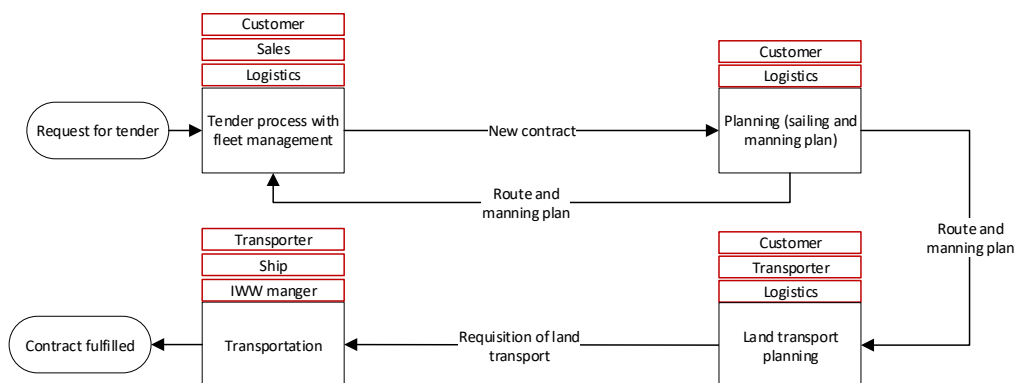 Customer
Sales
Logistics
Request for tender
Tender process with
fleet management
New contract
Customer
Logistics
Planning (sailing and
manning plan)
Route and
manning plan
Route and
manning plan
Transporter
Ship
IWW manger
Contract fulfilled
Transportation
Requisition of land
transport
Customer
Transporter
Logistics
Land transport
planning